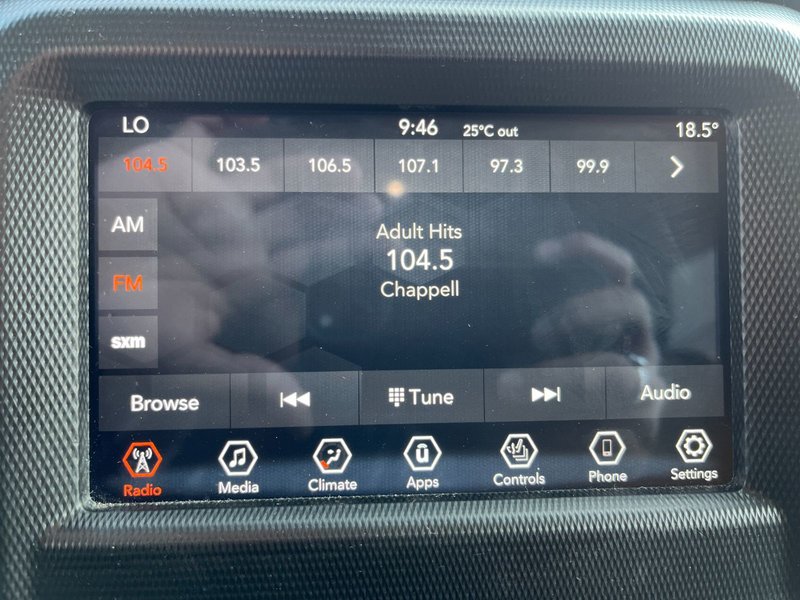 LO 9:46 25°C out 18.5°
104.5 103.5 106.5 107.1 97.3 99.9
AM
FM
sxm
Adult Hits
104.5
Chappell
Browse Tune Audio
Radio Media Climate Apps Controls Phone Settings